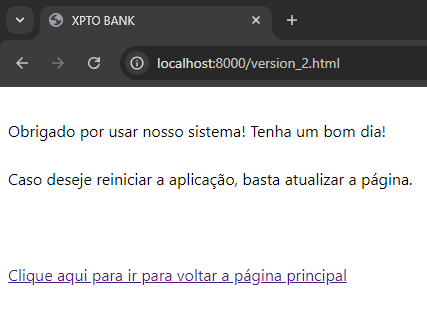 XPTO BANK
localhost:8000/version_2.html
Obrigado por usar nosso sistema! Tenha um bom dia!
Caso deseje reiniciar a aplicação, basta atualizar a página.
Clique aqui para ir para voltar a página principal